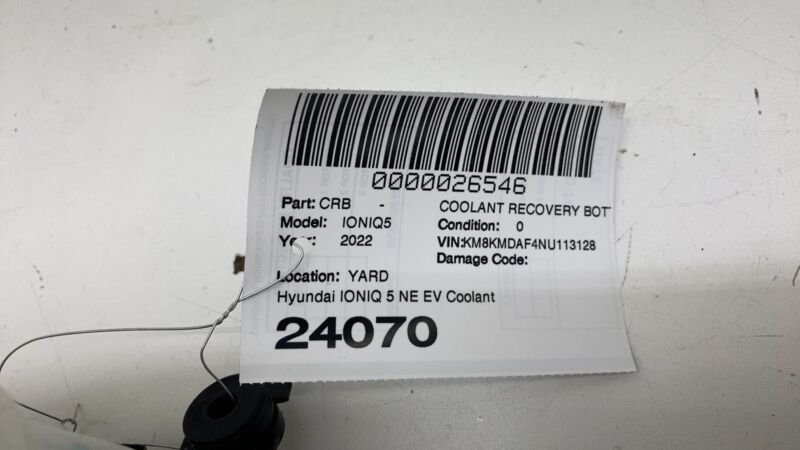 0000026546
Part: CRB - COOLANT RECOVERY BOT
Model: IONIQ5 Condition: 0
Year: 2022 VIN:KM8KMDAF4NU113128
Damage Code:
Location: YARD
Hyundai IONIQ 5 NE EV Coolant
24070